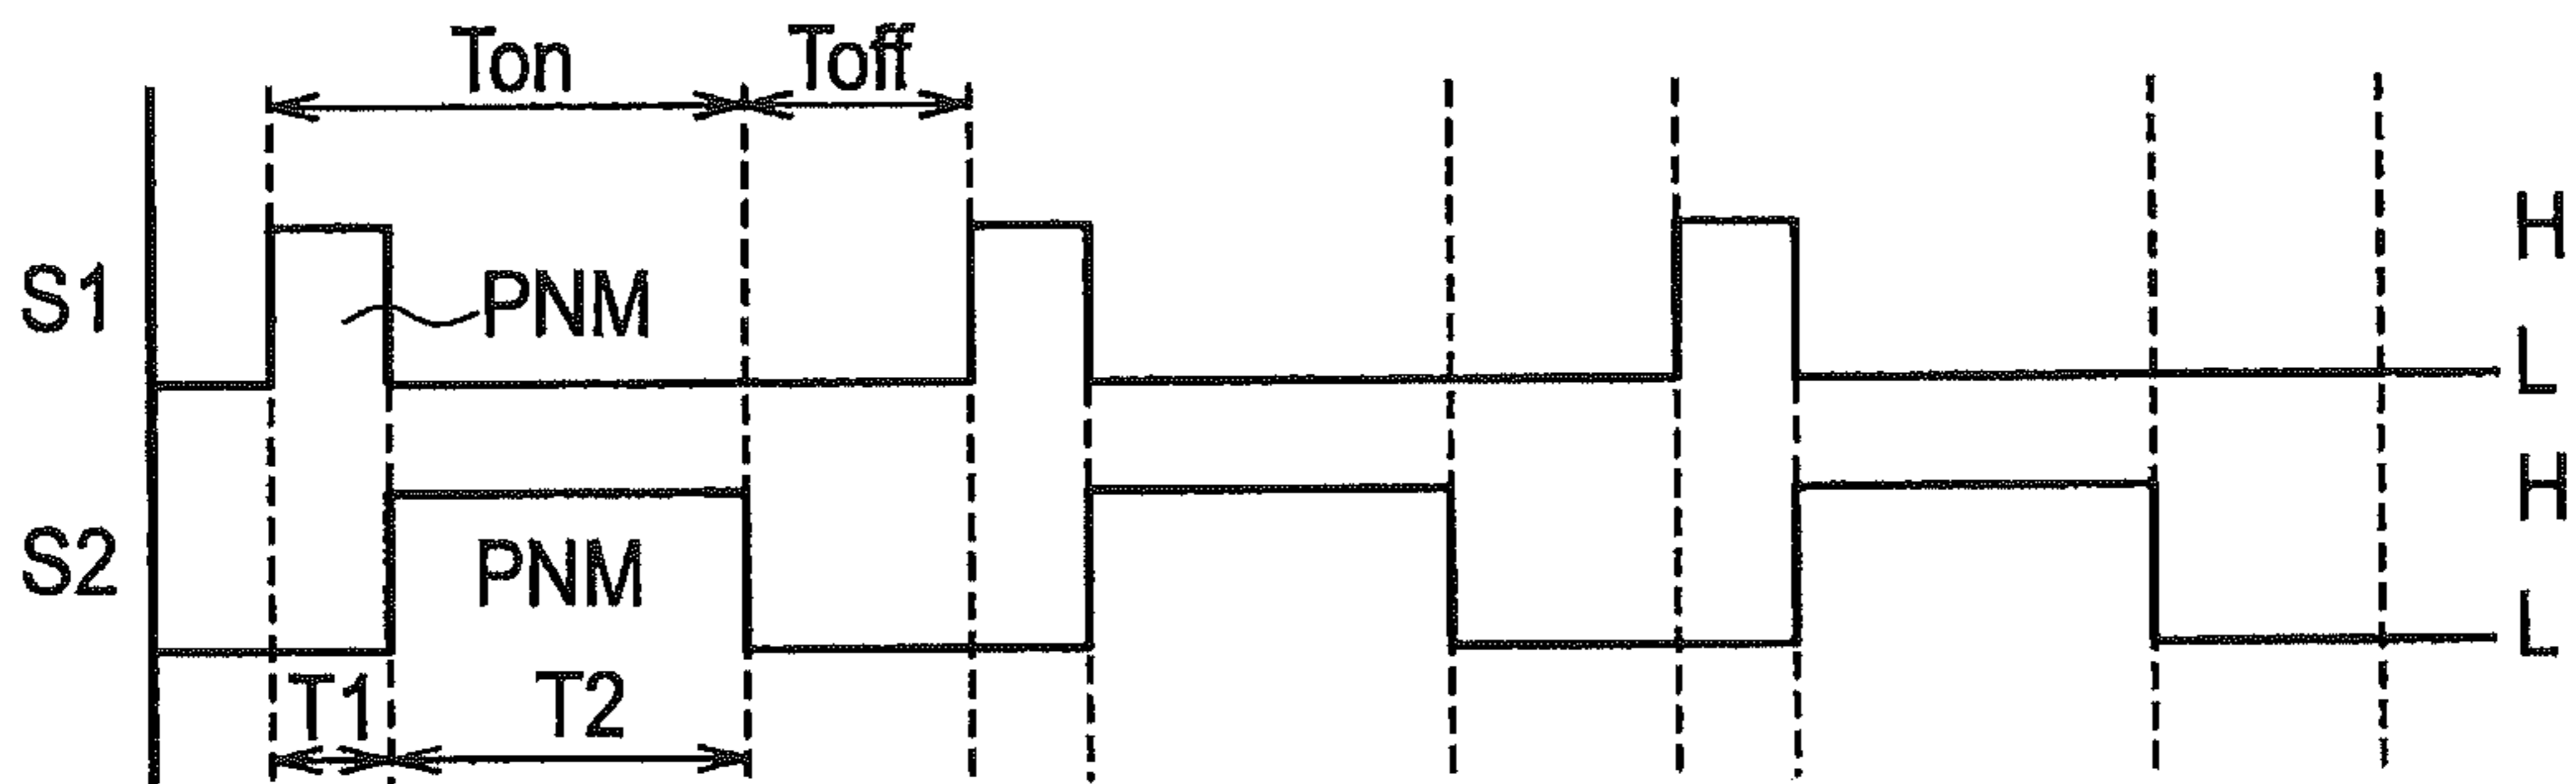 Ton Toff
H
S1 PNM
L
H
S2 PNM
L
T1 T2